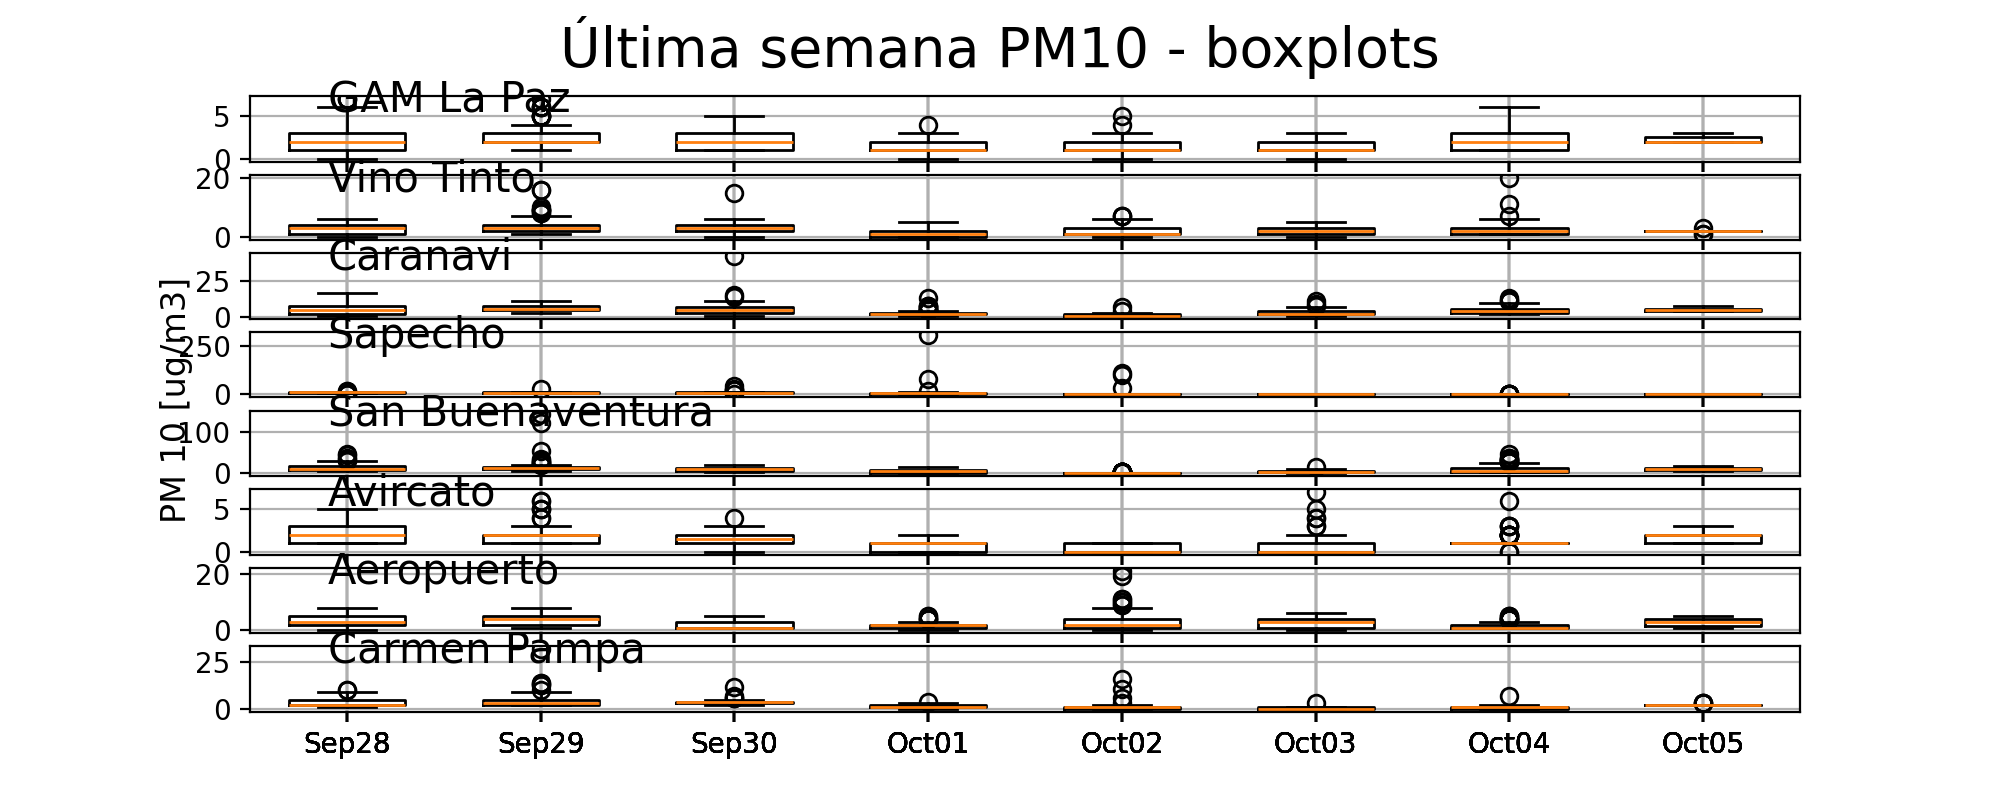 Última semana PM10 - boxplots
GAM La Paz
5
0
Vino Tinto
20
0
Caranavi
25
0
Sapecho
250
0
San Buenaventura
100
0
Avircato
5
0
Aeropuerto
20
0
Carmen Pampa
25
0
PM 10 [ug/m3]
Sep28 Sep29 Sep30 Oct01 Oct02 Oct03 Oct04 Oct05